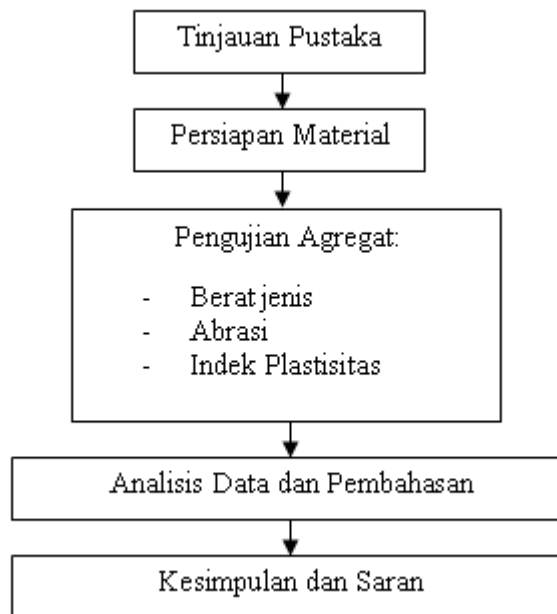 Tinjauan Pustaka
Persiapan Material
Pengujian Agregat:
- Berat jenis
- Abrasi
- Indek Plastisitas
Analisis Data dan Pembahasan
Kesimpulan dan Saran